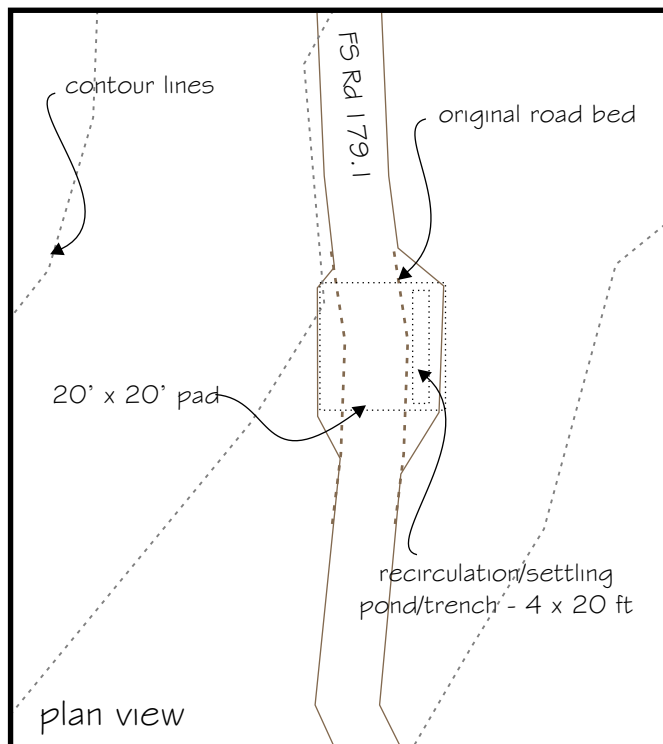 FS Rd 179.1
contour lines
original road bed
20' x 20' pad
recirculation/settling
pond/trench - 4 x 20 ft
plan view